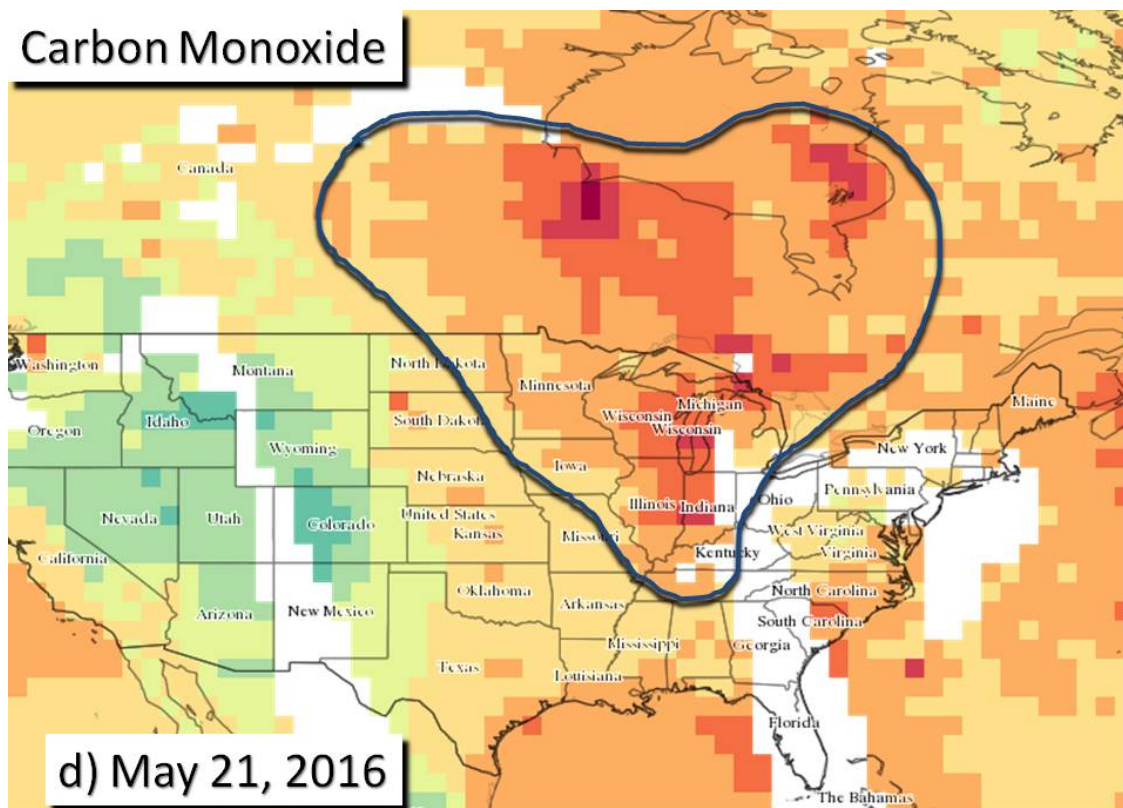 Carbon Monoxide
Canada
Washington
Montana
North Dakota
Minnesota
Maine
Michigan
Oregon
Idaho
South Dakota
Wisconsin
Wisconsin
New York
Wyoming
Iowa
Nebraska
Pennsylvania
Illinois
Indiana
Ohio
Nevada
Utah
Colorado
United States
Kansas
Missouri
West Virginia
Virginia
California
Kentucky
Oklahoma
North Carolina
Arizona
New Mexico
Arkansas
South Carolina
Mississippi
Georgia
Texas
Louisiana
Florida
d) May 21, 2016
The Bahamas